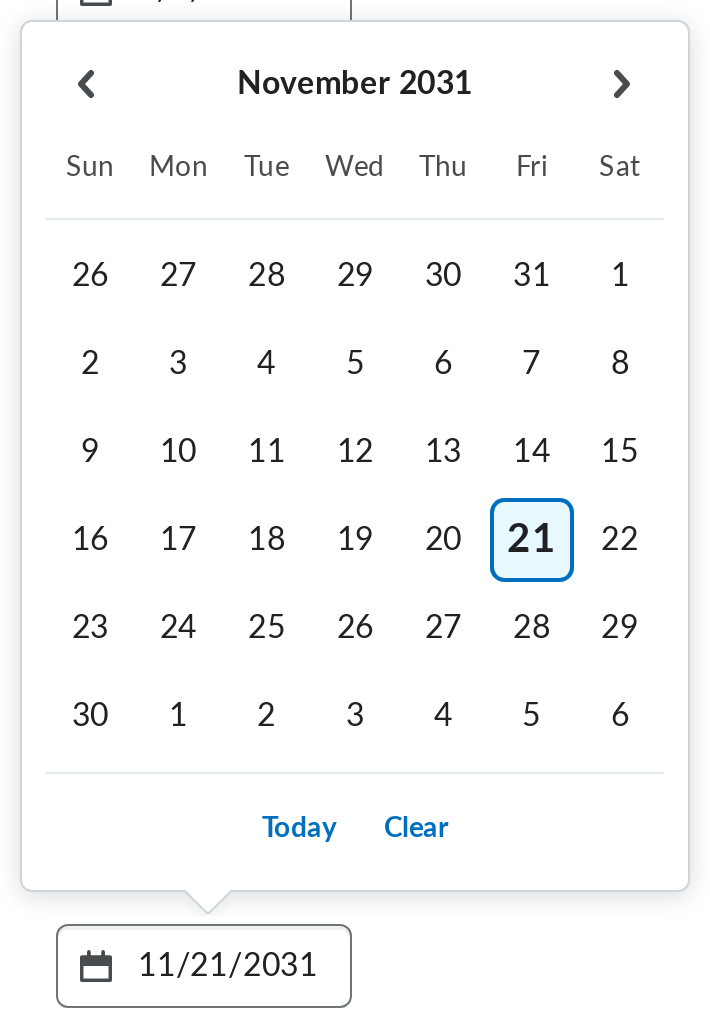 November 2031
Sun Mon Tue Wed Thu Fri Sat
26 27 28 29 30 31 1
2 3 4 5 6 7 8
9 10 11 12 13 14 15
16 17 18 19 20 21 22
23 24 25 26 27 28 29
30 1 2 3 4 5 6
Today Clear
11/21/2031